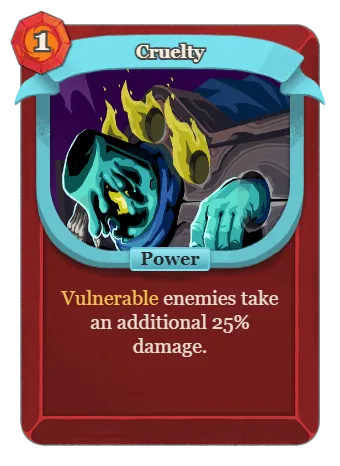 1
Cruelty
Power
Vulnerable enemies take
an additional 25%
damage.